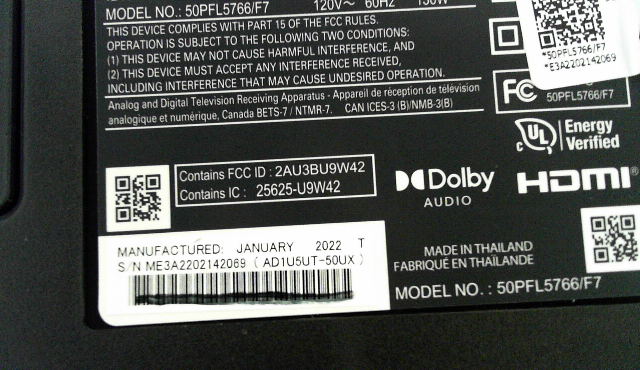 MODEL NO.: 50PFL5766/F7 120V~ 60Hz 130W
THIS DEVICE COMPLIES WITH PART 15 OF THE FCC RULES.
OPERATION IS SUBJECT TO THE FOLLOWING TWO CONDITIONS:
(1) THIS DEVICE MAY NOT CAUSE HARMFUL INTERFERENCE, AND
(2) THIS DEVICE MUST ACCEPT ANY INTERFERENCE RECEIVED,
INCLUDING INTERFERENCE THAT MAY CAUSE UNDESIRED OPERATION.
Analog and Digital Television Receiving Apparatus - Appareil de réception de télévision
analogique et numérique, Canada BETS-7 / NTMR-7. CAN ICES-3 (B)/NMB-3(B)
*50PFL5766/F7
*E3A2202142069
FC
50PFL5766/F7
c UL Energy
Verified
Contains FCC ID : 2AU3BU9W42
Contains IC : 25625-U9W42
Dolby
AUDIO
HDMI®
MANUFACTURED: JANUARY 2022 T
S/N ME3A2202142069 ( AD1U5UT-50UX )
MADE IN THAILAND
FABRIQUÉ EN THAÏLANDE
MODEL NO. : 50PFL5766/F7